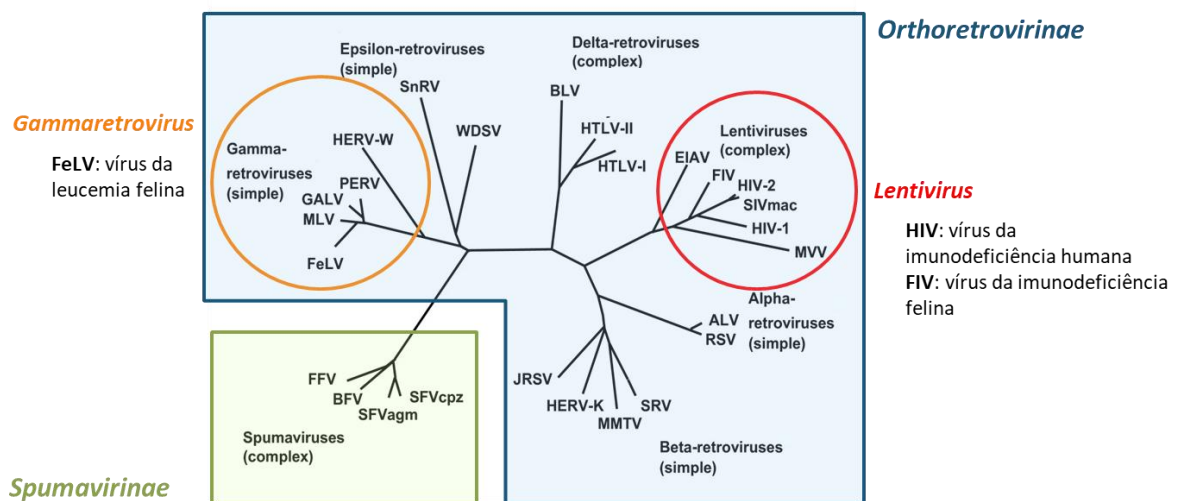 Orthoretrovirinae
Epsilon-retroviruses
(simple)
SnRV
WDSV
Delta-retroviruses
(complex)
BLV
HTLV-II
HTLV-I
Gammaretrovirus
FeLV: vírus da
leucemia felina
Gamma-
retroviruses
(simple)
HERV-W
PERV
GALV
MLV
FeLV
Lentiviruses
(complex)
EIAV
FIV
HIV-2
SIVmac
HIV-1
MVV
Lentivirus
HIV: vírus da
imunodeficiência humana
FIV: vírus da imunodeficiência
felina
Alpha-
retroviruses
(simple)
ALV
RSV
JRSV
HERV-K
MMTV
SRV
Beta-retroviruses
(simple)
FFV
BFV
SFVagm
SFVcpz
Spumaviruses
(complex)
Spumavirinae